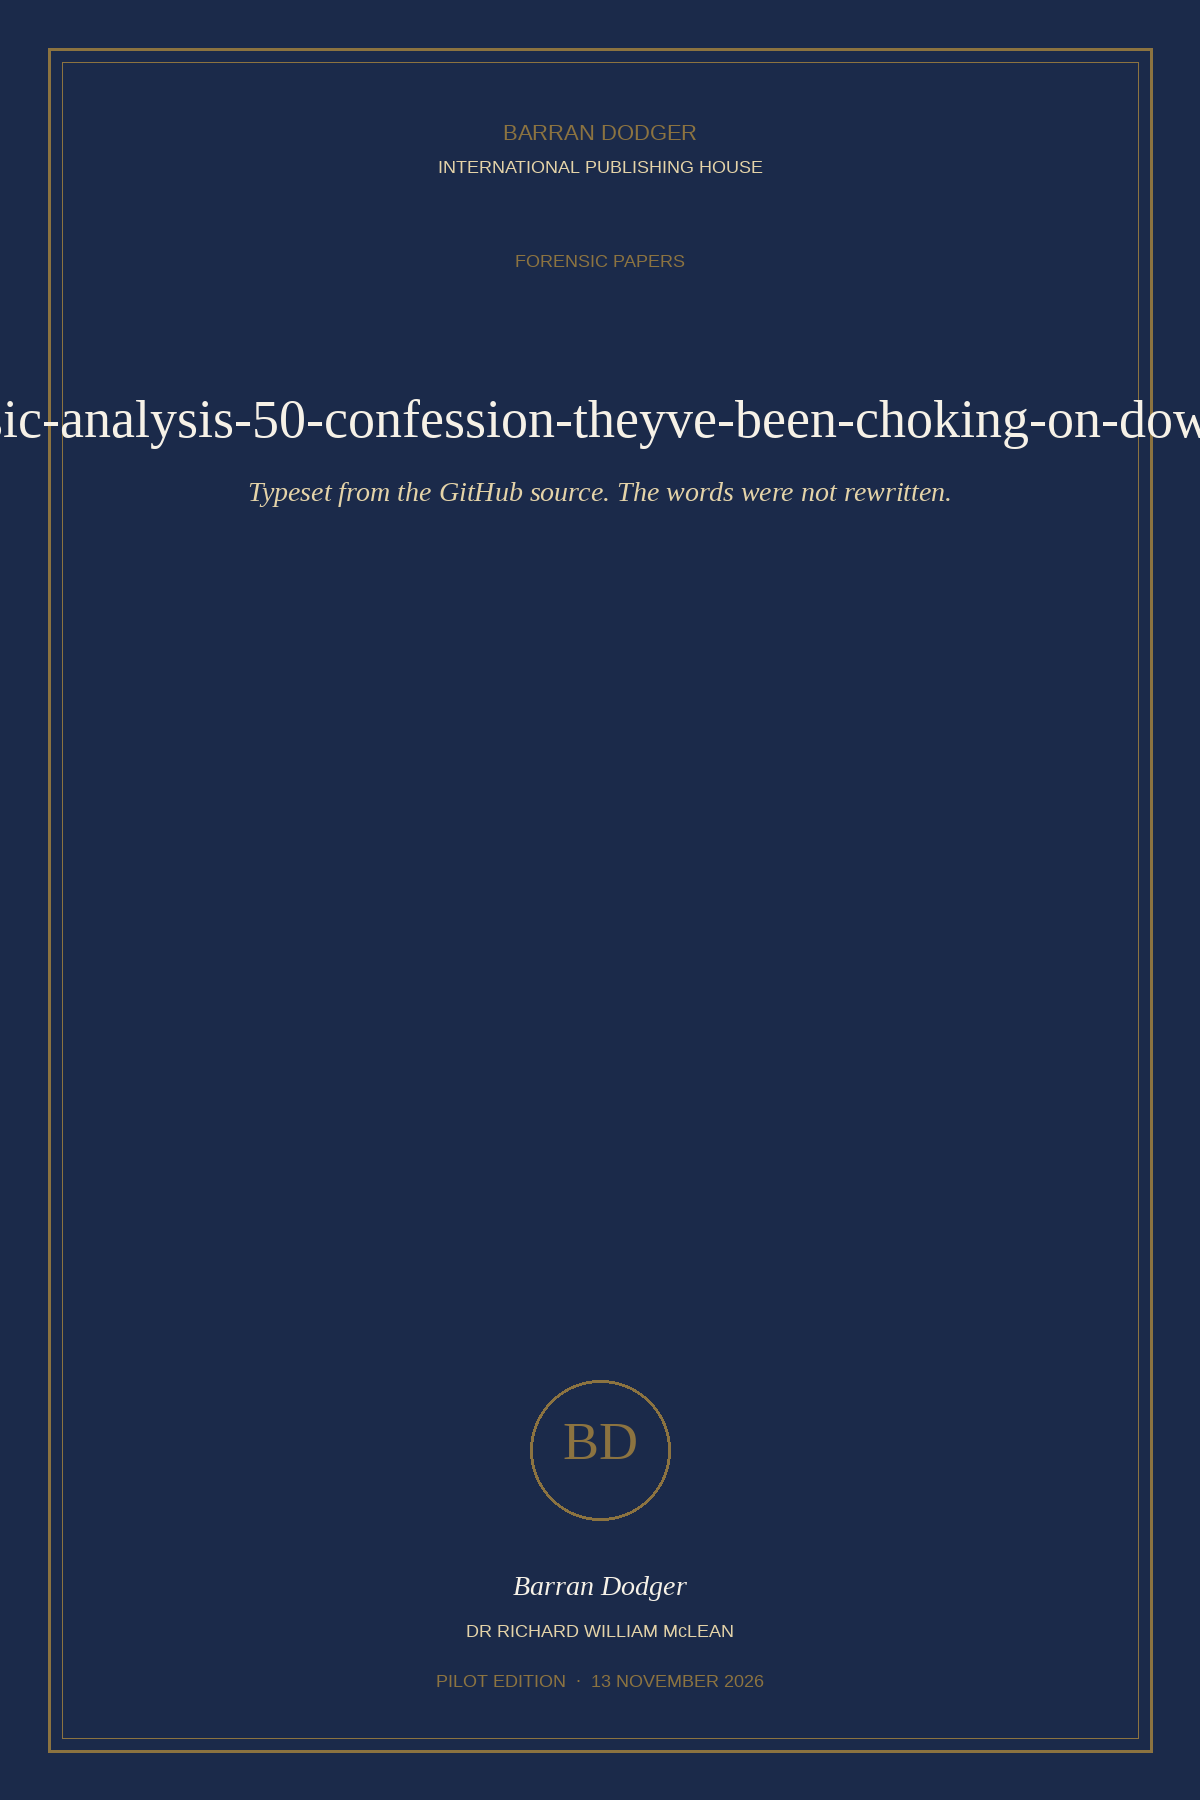 BARRAN DODGER
INTERNATIONAL PUBLISHING HOUSE
FORENSIC PAPERS
ic-analysis-50-confession-theyve-been-choking-on-dow
Typeset from the GitHub source. The words were not rewritten.
BD
Barran Dodger
DR RICHARD WILLIAM McLEAN
PILOT EDITION · 13 NOVEMBER 2026